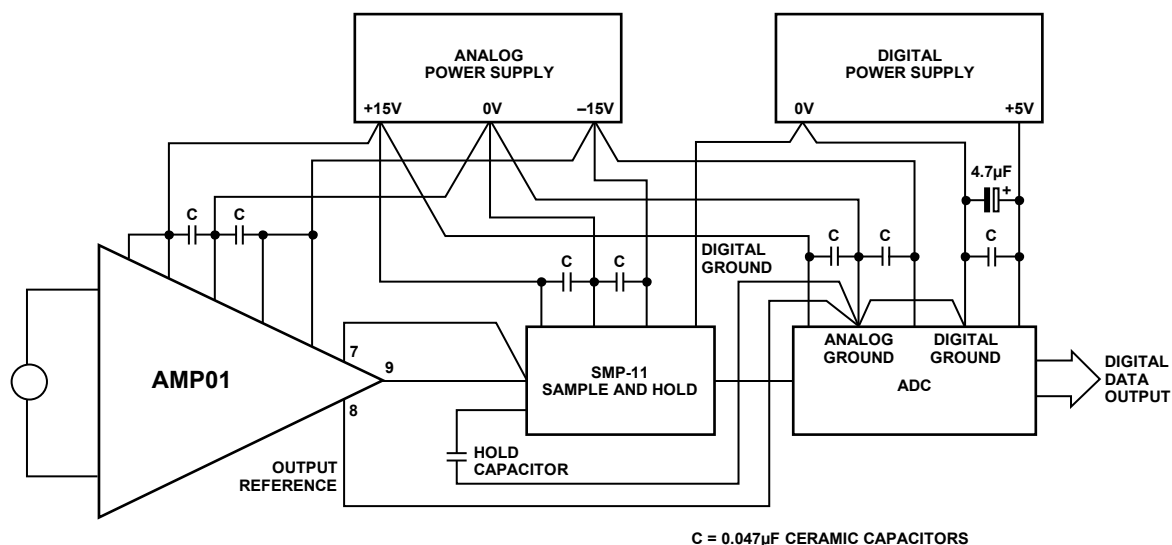 ANALOG
POWER SUPPLY
+15V
0V
–15V
DIGITAL
POWER SUPPLY
0V
+5V
4.7µF
+
C
C
C
C
C
C
C
DIGITAL
GROUND
AMP01
7
9
8
SMP-11
SAMPLE AND HOLD
ANALOG
GROUND
DIGITAL
GROUND
ADC
DIGITAL
DATA
OUTPUT
HOLD
CAPACITOR
OUTPUT
REFERENCE
C = 0.047µF CERAMIC CAPACITORS